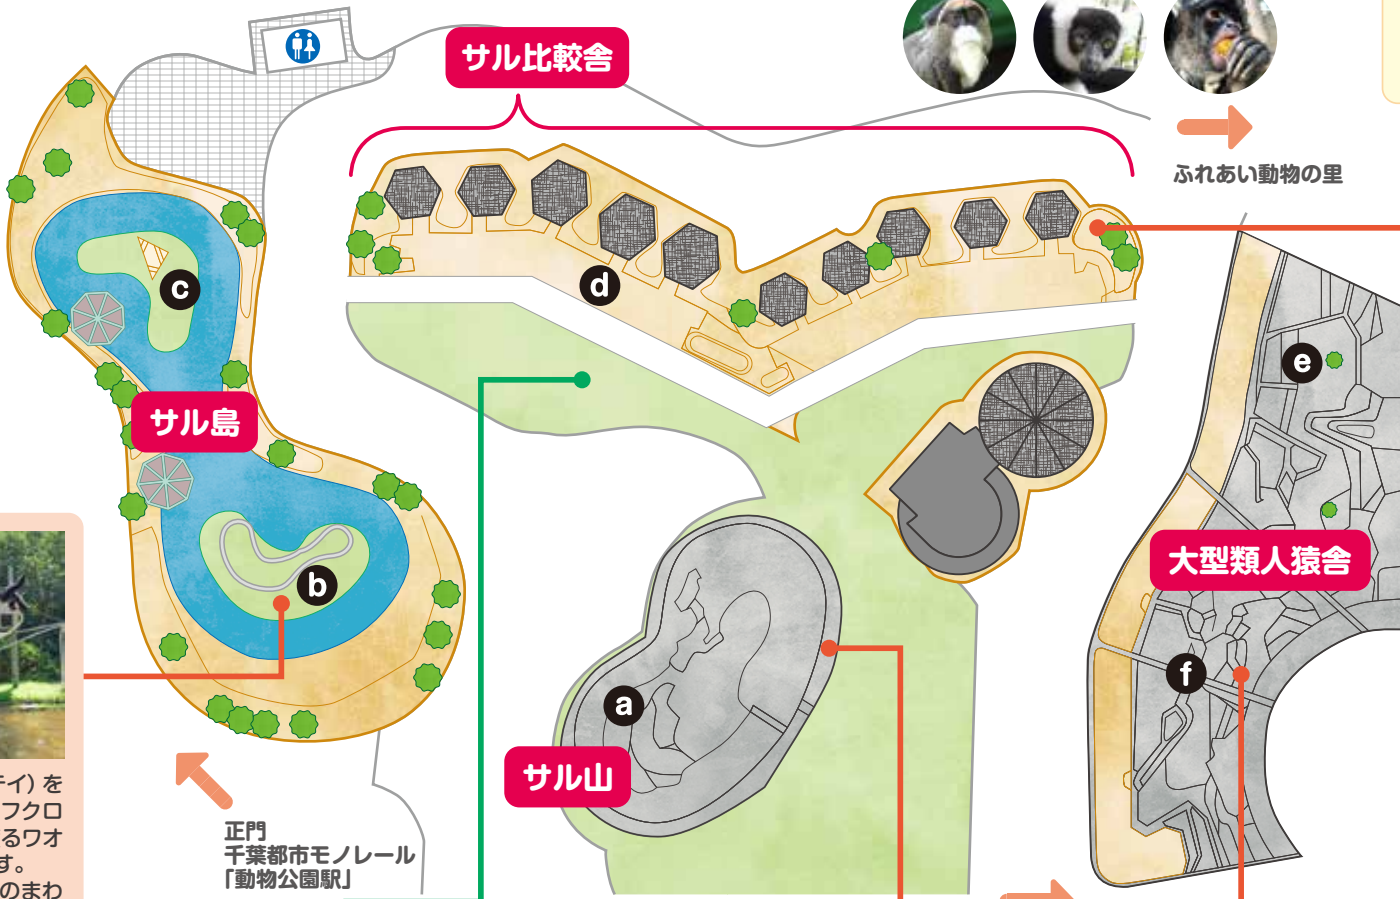 サル比較舎
ふれあい動物の里
c
d
e
サル島
大型類人猿舎
b
f
a
サル山
テイ）を
フクロ
るワオ
す。
のまわ
正門
千葉都市モノレール
「動物公園駅」